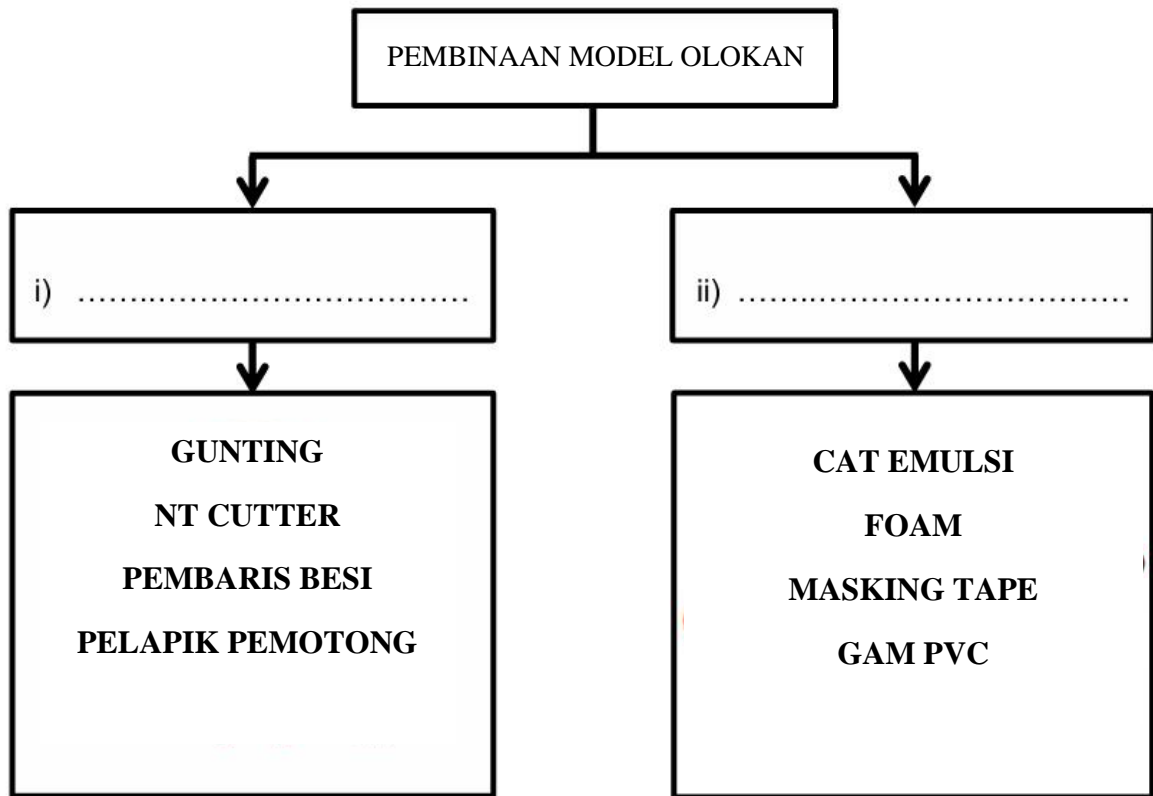 PEMBINAAN MODEL OLOKAN
i) ........................................
ii) ........................................
GUNTING
NT CUTTER
PEMBARIS BESI
PELAPIK PEMOTONG
CAT EMULSI
FOAM
MASKING TAPE
GAM PVC